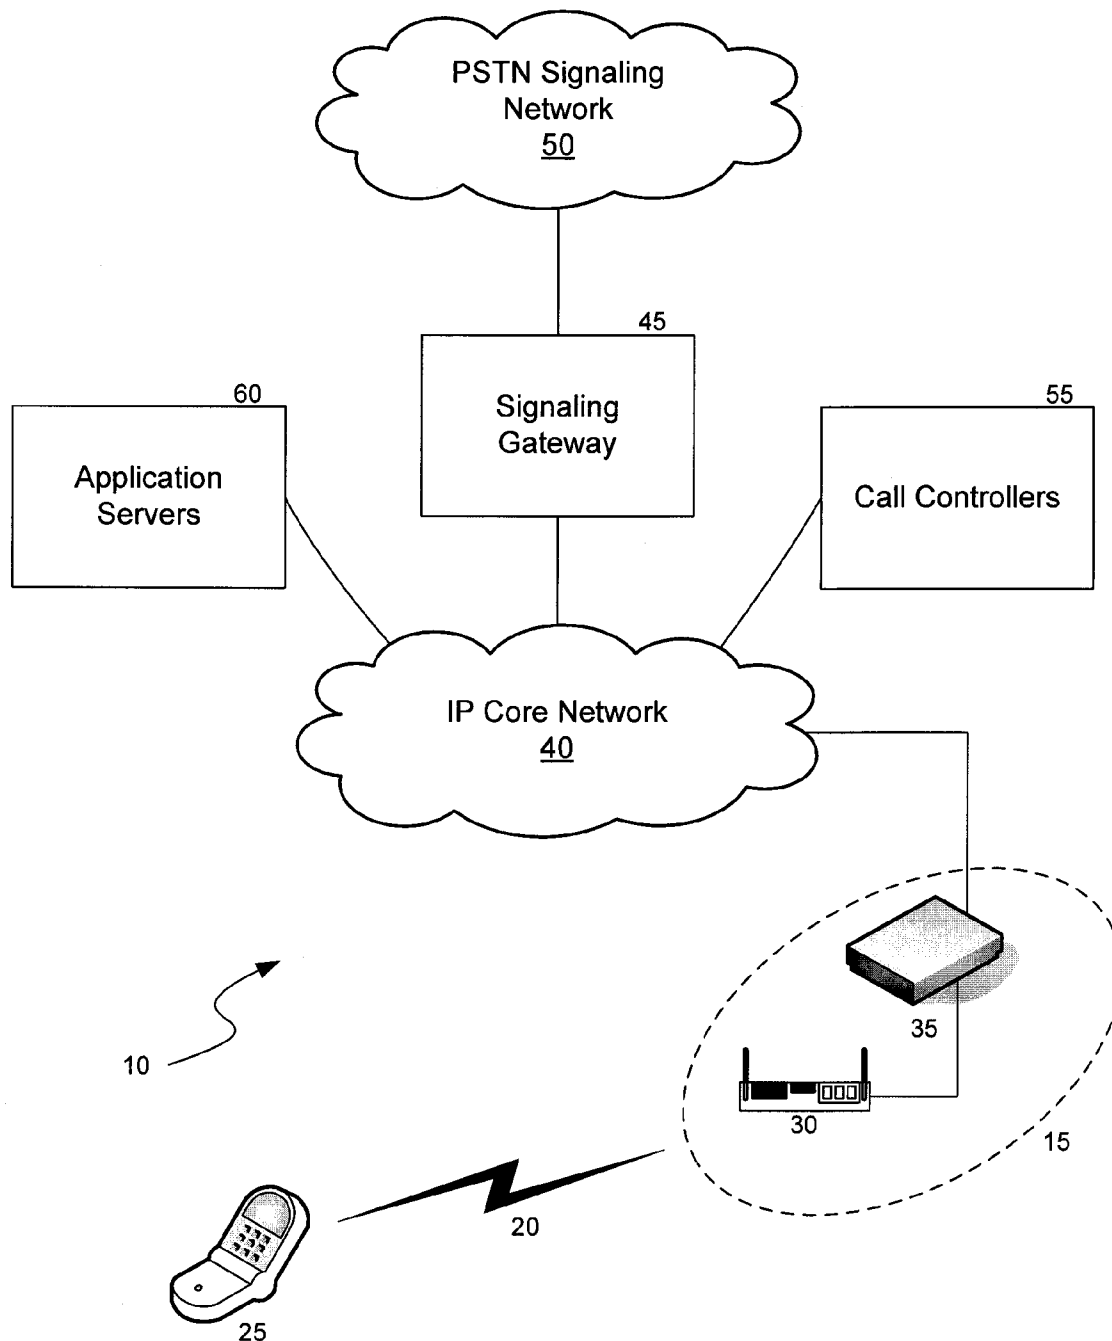 PSTN Signaling
Network
50
45
Signaling
Gateway
60
Application
Servers
55
Call Controllers
IP Core Network
40
35
10
30
15
20
25